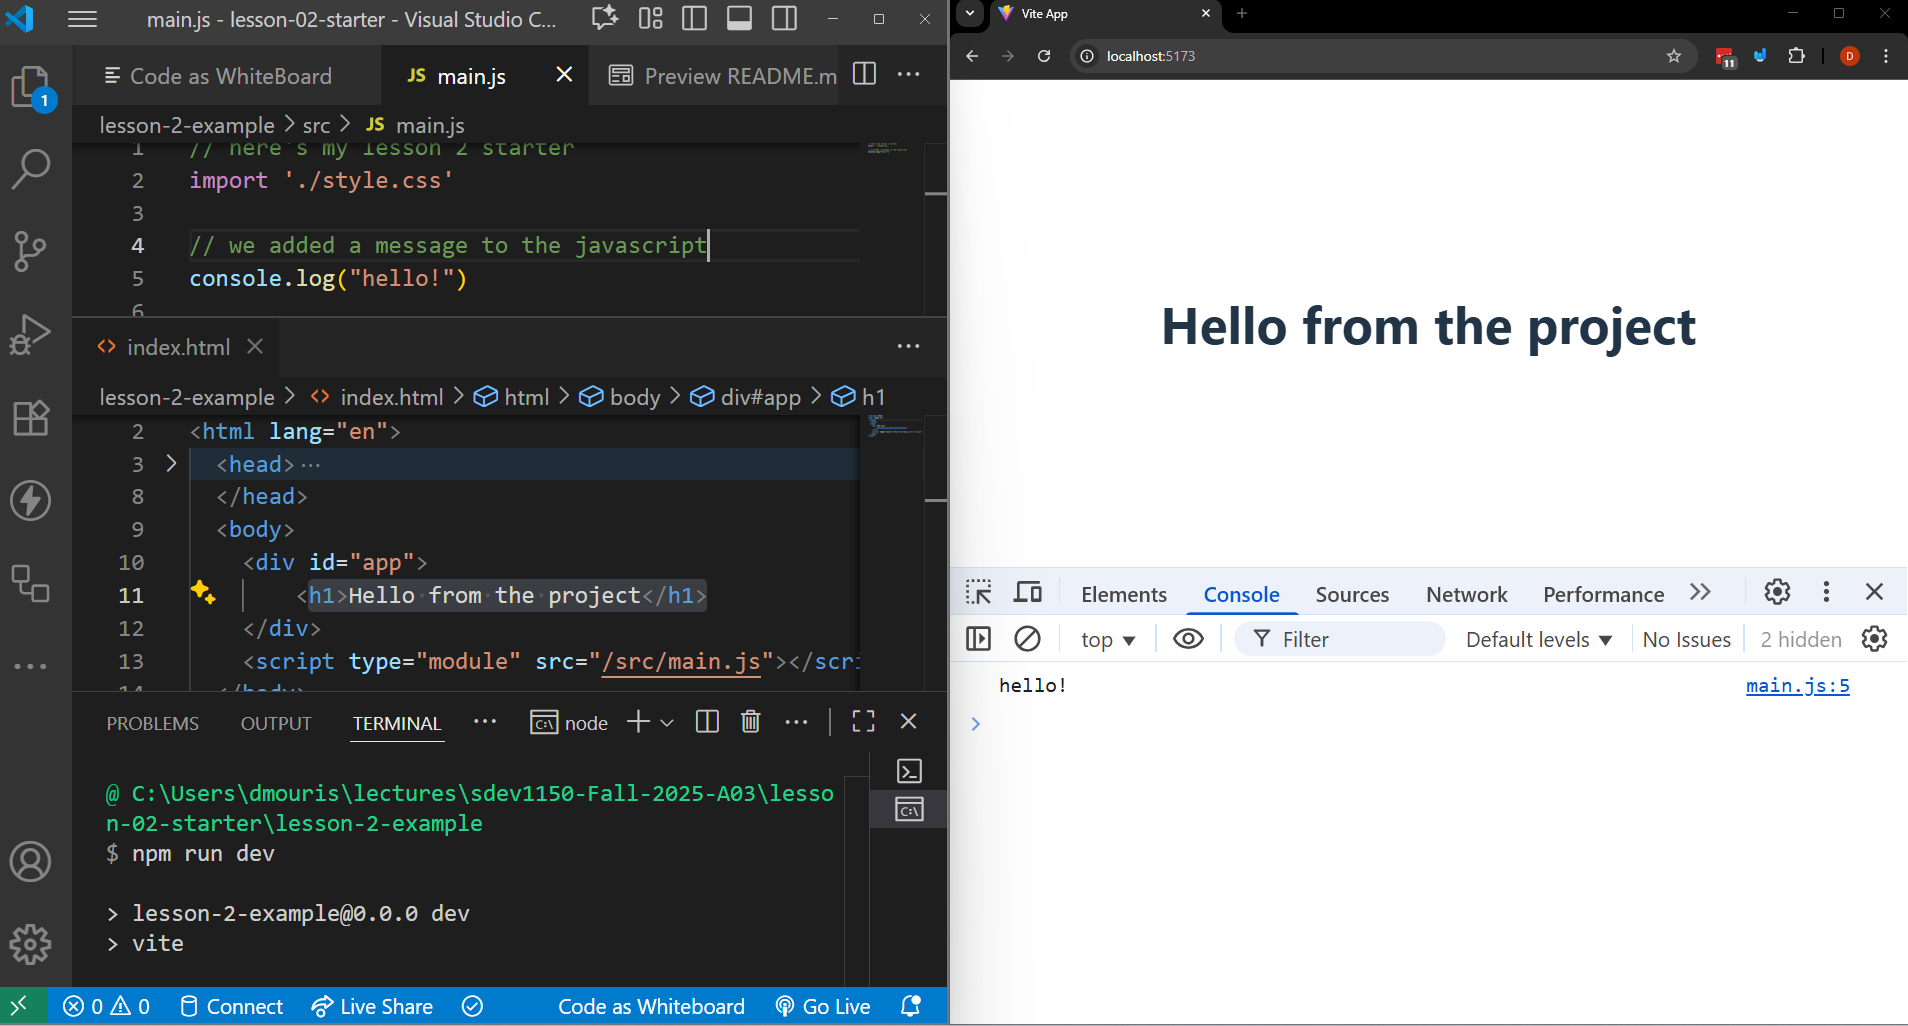 main.js - lesson-02-starter - Visual Studio C...
Code as WhiteBoard
JS main.js
Preview README.m
lesson-2-example > src > JS main.js
1 // here's my lesson 2 starter
2 import './style.css'
3
4 // we added a message to the javascript
5 console.log("hello!")
6
index.html
lesson-2-example > index.html > html > body > div#app > h1
2 <html lang="en">
3 <head>...
8 </head>
9 <body>
10 <div id="app">
11 <h1>Hello from the project</h1>
12 </div>
13 <script type="module" src="/src/main.js"></scri
14 </body>
PROBLEMS OUTPUT TERMINAL ... node
@ C:\Users\dmouris\lectures\sdev1150-Fall-2025-A03\lesso
n-02-starter\lesson-2-example
$ npm run dev
> lesson-2-example@0.0.0 dev
> vite
1
0 0 Connect Live Share Code as Whiteboard Go Live
Vite App
localhost:5173
11
D
Hello from the project
Elements Console Sources Network Performance
top Filter Default levels No Issues 2 hidden
hello! main.js:5
>